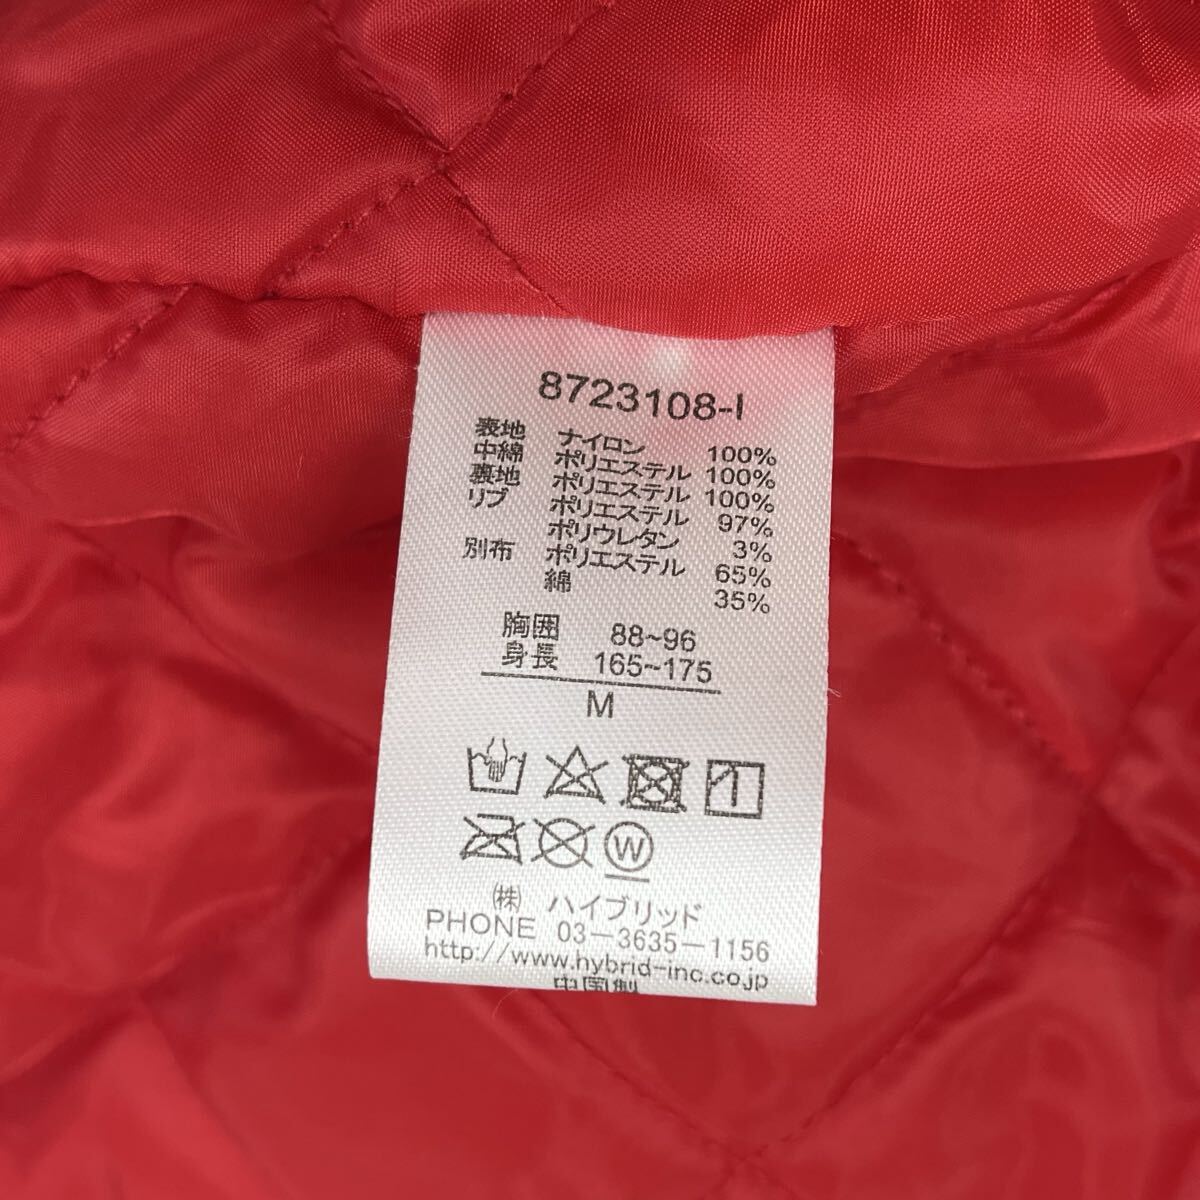 8723108-I
表地 ナイロン 100%
中綿 ポリエステル 100%
裏地 ポリエステル 100%
リブ ポリエステル 97%
ポリウレタン 3%
別布 ポリエステル 65%
綿 35%
胸囲 88~96
身長 165~175
M
W
㈱ ハイブリッド
PHONE 03-3635-1156
http://www.hybrid-inc.co.jp
中国製